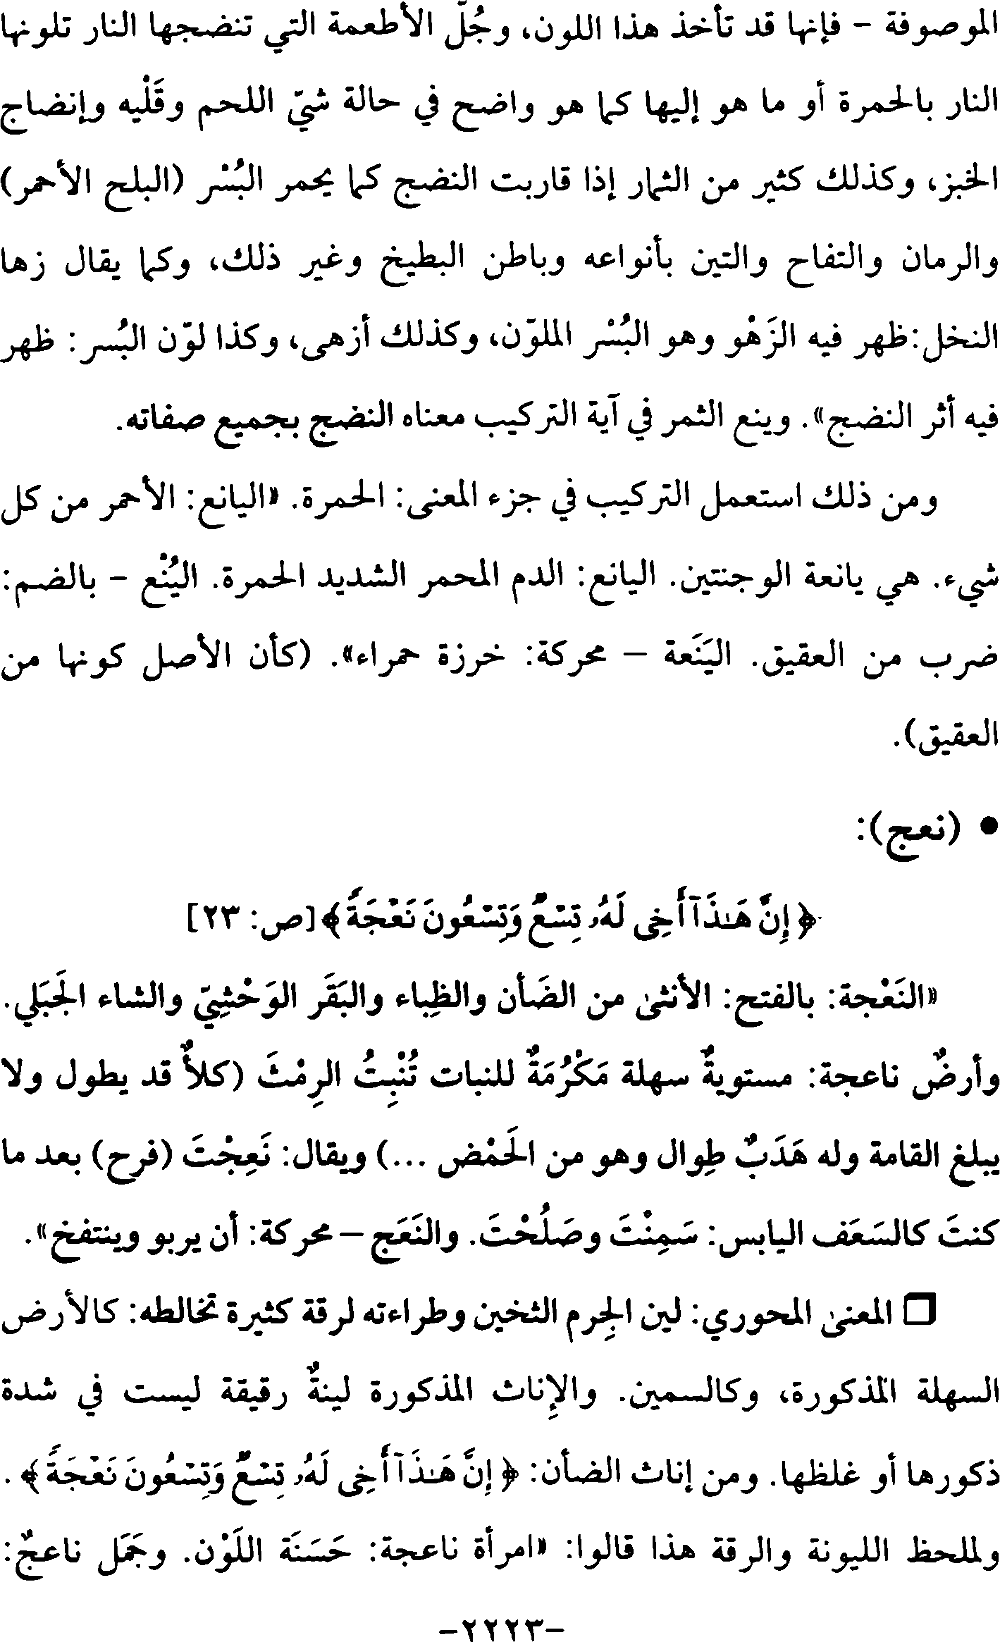 الموصوفة - فإنها قد تأخذ هذا اللون، وجُلّ الأطعمة التي تنضجها النار تلونها
النار بالحمرة أو ما هو إليها كما هو واضح في حالة شيّ اللحم وقَلْيه وإنضاج
الخبز، وكذلك كثير من الثمار إذا قاربت النضج كما يحمر البُسْر (البلح الأحمر)
والرمان والتفاح والتين بأنواعه وباطن البطيخ وغير ذلك، وكما يقال زها
النخل:ظهر فيه الزَهْو وهو البُسْر الملوّن، وكذلك أزهى، وكذا لوّن البُسر: ظهر
فيه أثر النضج». وينع الثمر في آية التركيب معناه النضج بجميع صفاته.
ومن ذلك استعمل التركيب في جزء المعنى: الحمرة. «اليانع: الأحمر من كل
شيء. هي يانعة الوجنتين. اليانع: الدم المحمر الشديد الحمرة. اليُنْع - بالضم:
ضرب من العقيق. اليَنَعة – محركة: خرزة حمراء». (كأن الأصل كونها من
العقيق).
• (نعج):
﴿إِنَّ هَـٰذَآ أَخِى لَهُۥ تِسْعٌ وَتِسْعُونَ نَعْجَةً﴾ [ص: ٢٣]
«النَعْجة: بالفتح: الأنثىٰ من الضَأن والظِباء والبَقَر الوَحْشِيّ والشاء الجَبَلي.
وأرضٌ ناعجة: مستويةٌ سهلة مَكْرُمَةٌ للنبات تُنْبِتُ الرِمْثَ (كلأٌ قد يطول ولا
يبلغ القامة وله هَدَبٌ طِوال وهو من الحَمْض ...) ويقال: نَعِجْتَ (فرح) بعد ما
كنتَ كالسَعَف اليابس: سَمِنْتَ وصَلُحْتَ. والنَعَج – محركة: أن يربو وينتفخ».
❒ المعنىٰ المحوري: لين الجِرم الثخين وطراءته لرقة كثيرة تخالطه: كالأرض
السهلة المذكورة، وكالسمين. والإناث المذكورة لينةٌ رقيقة ليست في شدة
ذكورها أو غلظها. ومن إناث الضأن: ﴿إِنَّ هَـٰذَآ أَخِى لَهُۥ تِسْعٌ وَتِسْعُونَ نَعْجَةً﴾ .
ولملحظ الليونة والرقة هذا قالوا: «امرأة ناعجة: حَسَنَة اللَوْن. وجَمَل ناعجٌ:
-٢٢٢٣-